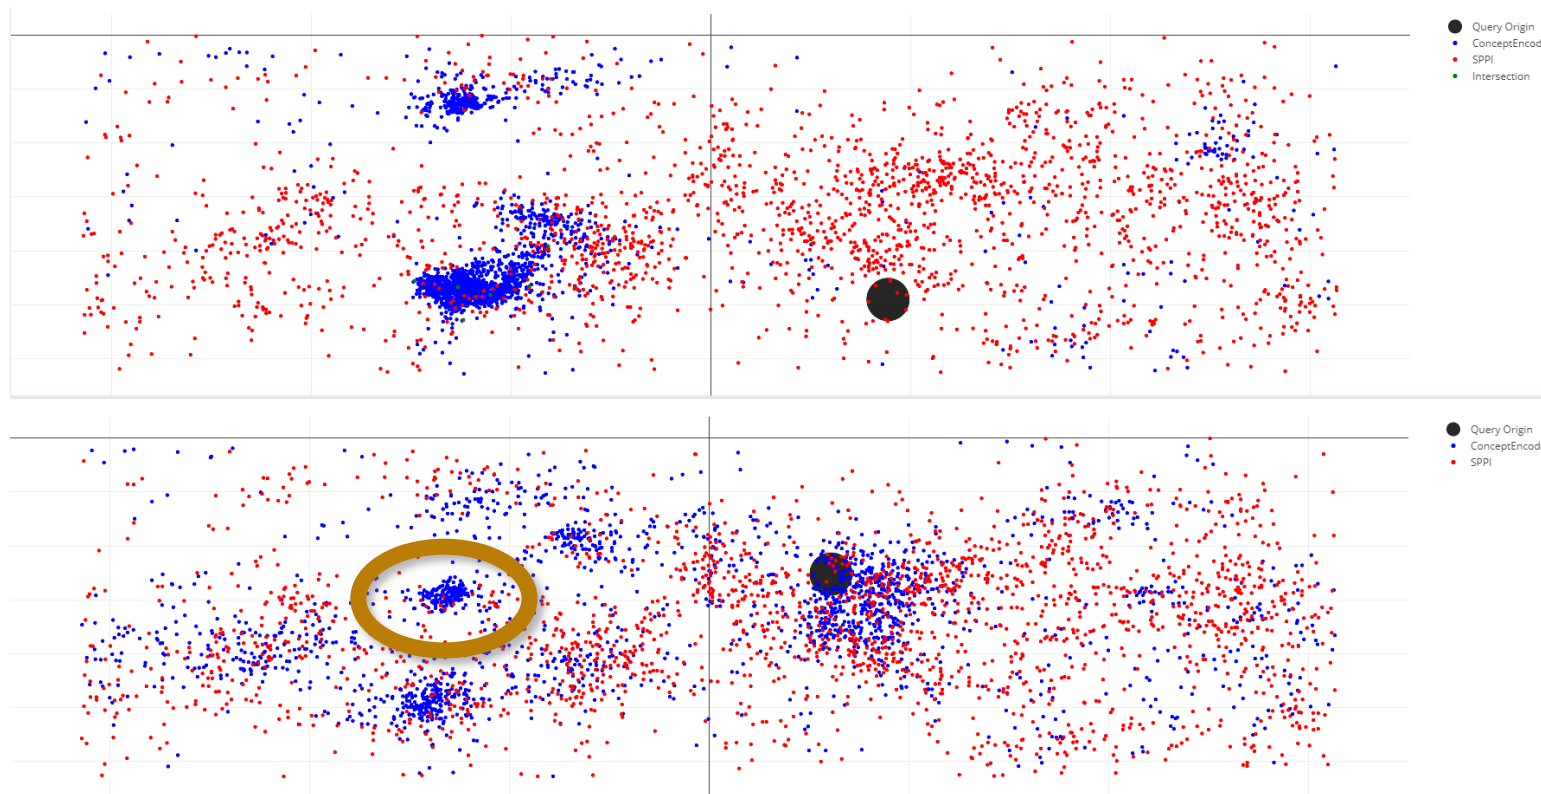 Query Origin
ConceptEncod
SPPI
Intersection
Query Origin
ConceptEncod
SPPI